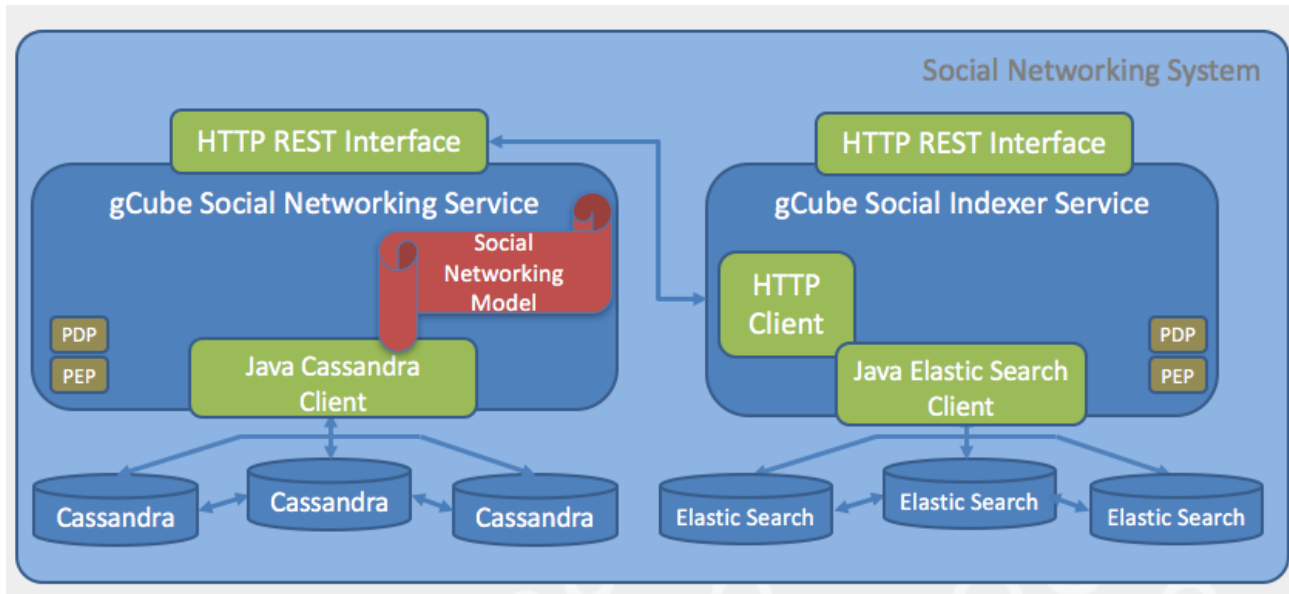 Social Networking System
HTTP REST Interface
gCube Social Networking Service
Social
Networking
Model
PDP
PEP
Java Cassandra
Client
Cassandra
Cassandra
Cassandra
HTTP REST Interface
gCube Social Indexer Service
HTTP
Client
PDP
PEP
Java Elastic Search
Client
Elastic Search
Elastic Search
Elastic Search